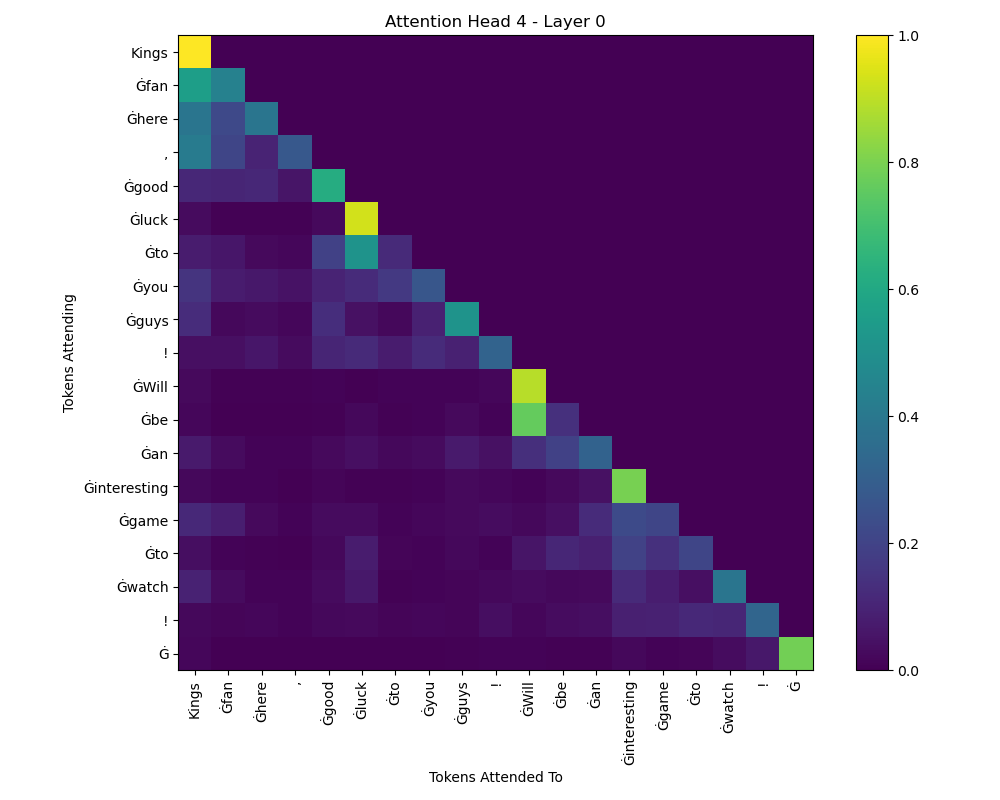 Attention Head 4 - Layer 0
Tokens Attending
Kings
Ġfan
Ġhere
,
Ġgood
Ġluck
Ġto
Ġyou
Ġguys
!
ĠWill
Ġbe
Ġan
Ġinteresting
Ġgame
Ġto
Ġwatch
!
Ġ
Kings
Ġfan
Ġhere
,
Ġgood
Ġluck
Ġto
Ġyou
Ġguys
!
ĠWill
Ġbe
Ġan
Ġinteresting
Ġgame
Ġto
Ġwatch
!
Ġ
Tokens Attended To
1.0
0.8
0.6
0.4
0.2
0.0